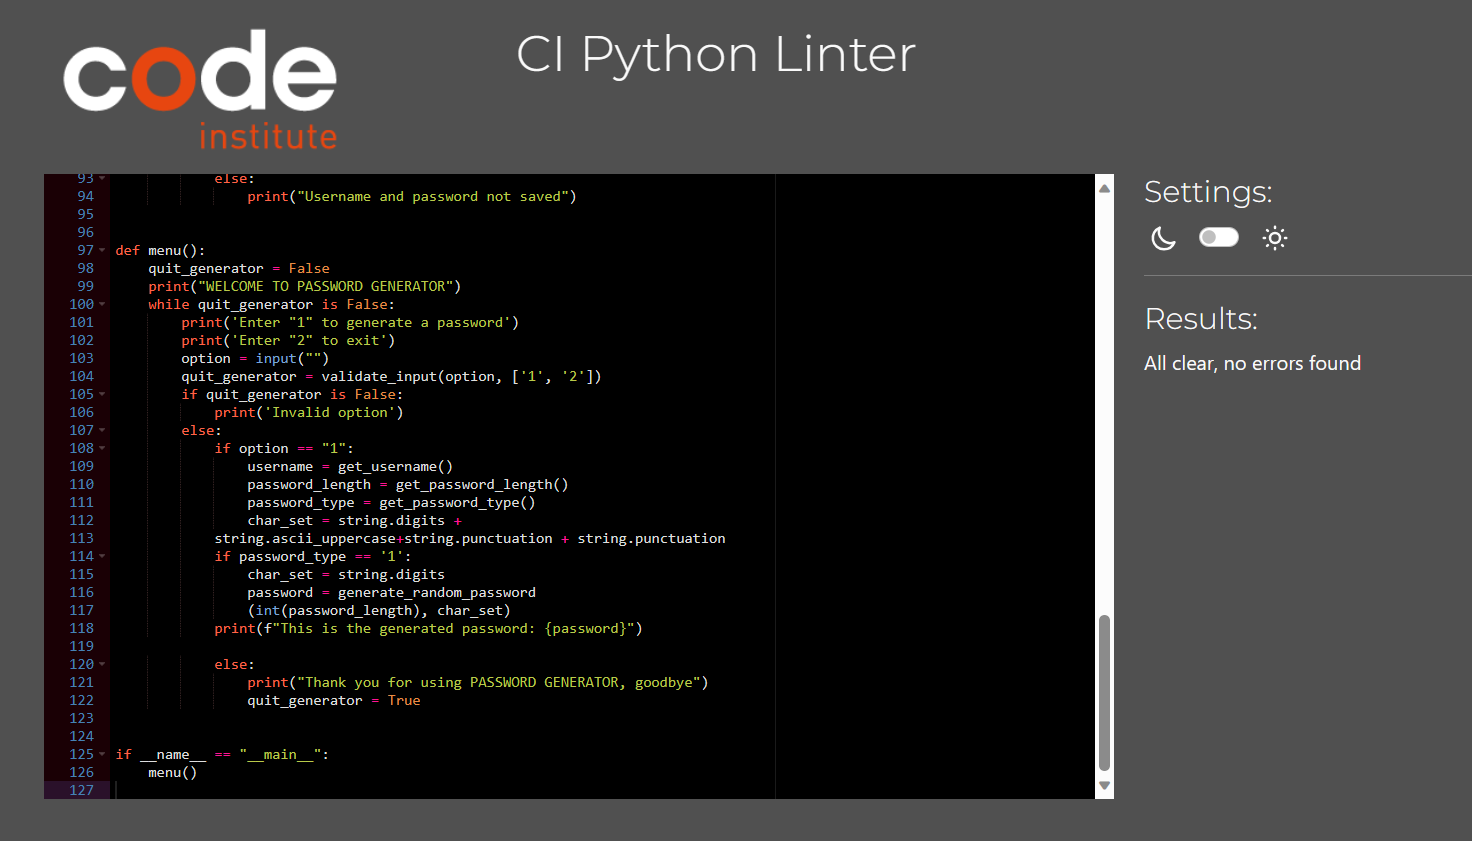 code
institute
CI Python Linter
93 else:
94 print("Username and password not saved")
95
96
97 def menu():
98 quit_generator = False
99 print("WELCOME TO PASSWORD GENERATOR")
100 while quit_generator is False:
101 print('Enter "1" to generate a password')
102 print('Enter "2" to exit')
103 option = input("")
104 quit_generator = validate_input(option, ['1', '2'])
105 if quit_generator is False:
106 print('Invalid option')
107 else:
108 if option == "1":
109 username = get_username()
110 password_length = get_password_length()
111 password_type = get_password_type()
112 char_set = string.digits +
113 string.ascii_uppercase+string.punctuation + string.punctuation
114 if password_type == '1':
115 char_set = string.digits
116 password = generate_random_password
117 (int(password_length), char_set)
118 print(f"This is the generated password: {password}")
119
120 else:
121 print("Thank you for using PASSWORD GENERATOR, goodbye")
122 quit_generator = True
123
124
125 if __name__ == "__main__":
126 menu()
127
Settings:
Results:
All clear, no errors found